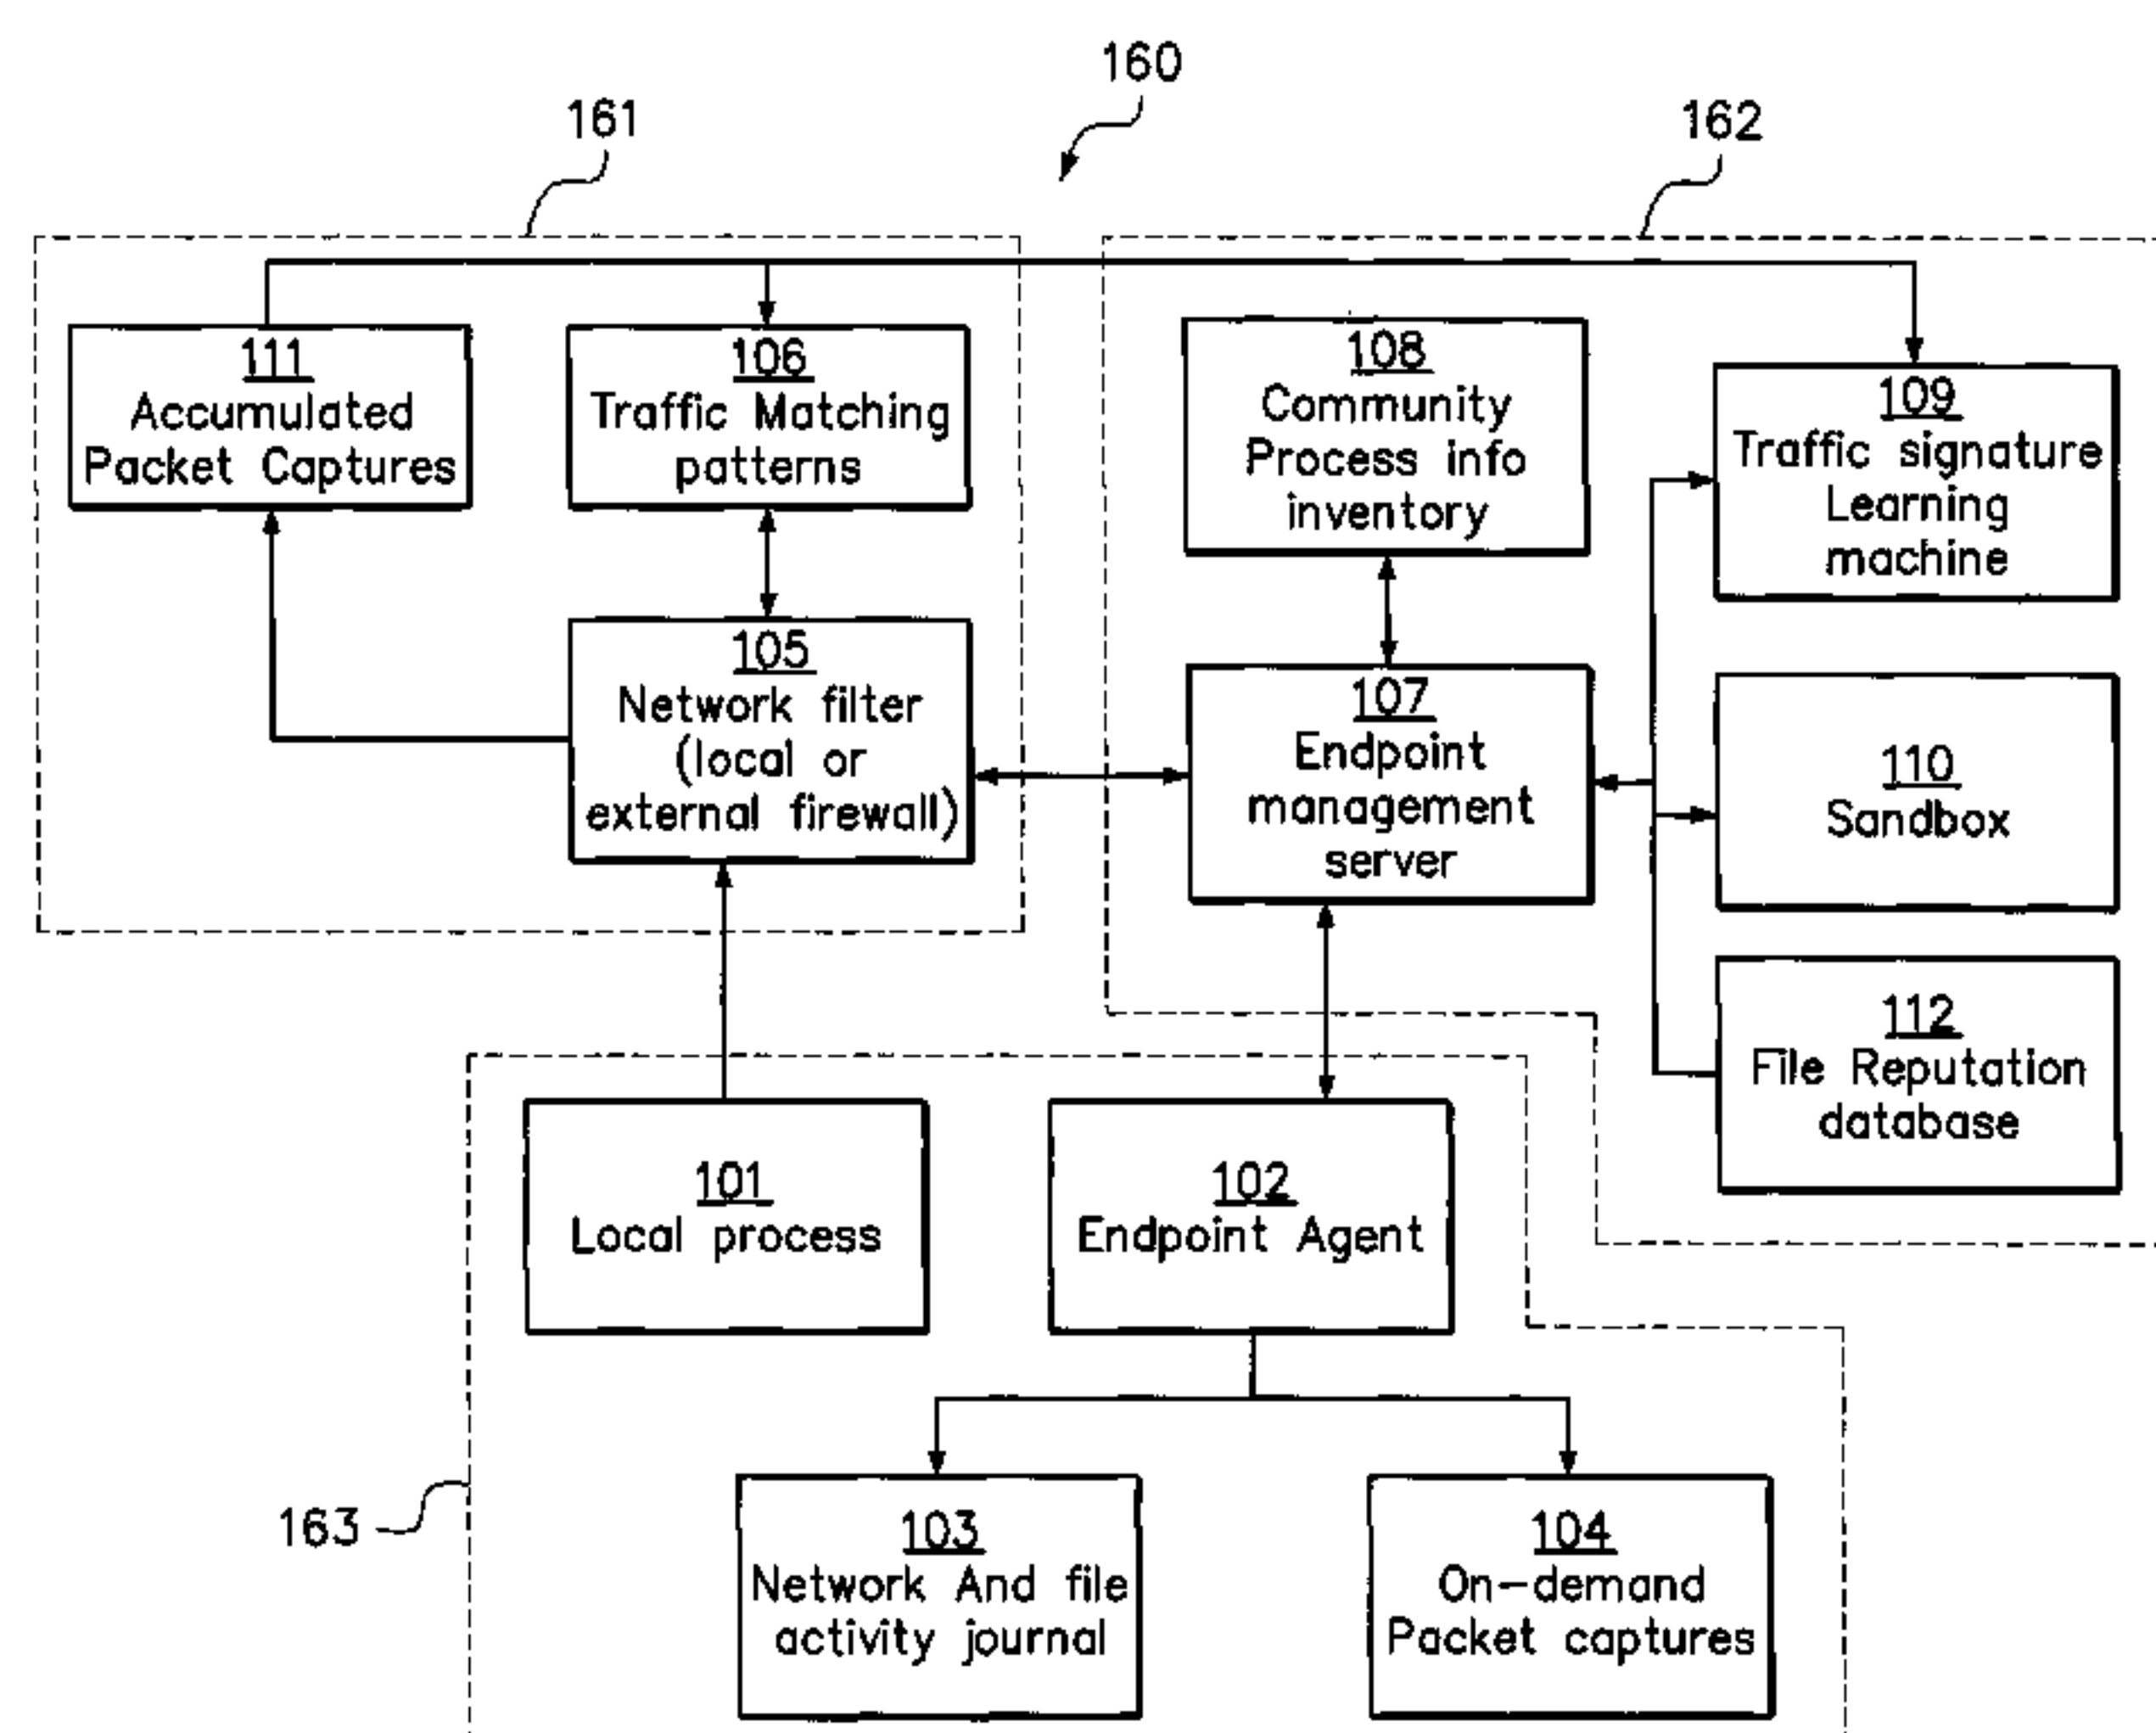 160
161
162
111
Accumulated
Packet Captures
106
Traffic Matching
patterns
108
Community
Process info
inventory
109
Traffic signature
Learning
machine
105
Network filter
(local or
external firewall)
107
Endpoint
management
server
110
Sandbox
112
File Reputation
database
101
Local process
102
Endpoint Agent
163
103
Network And file
activity journal
104
On-demand
Packet captures